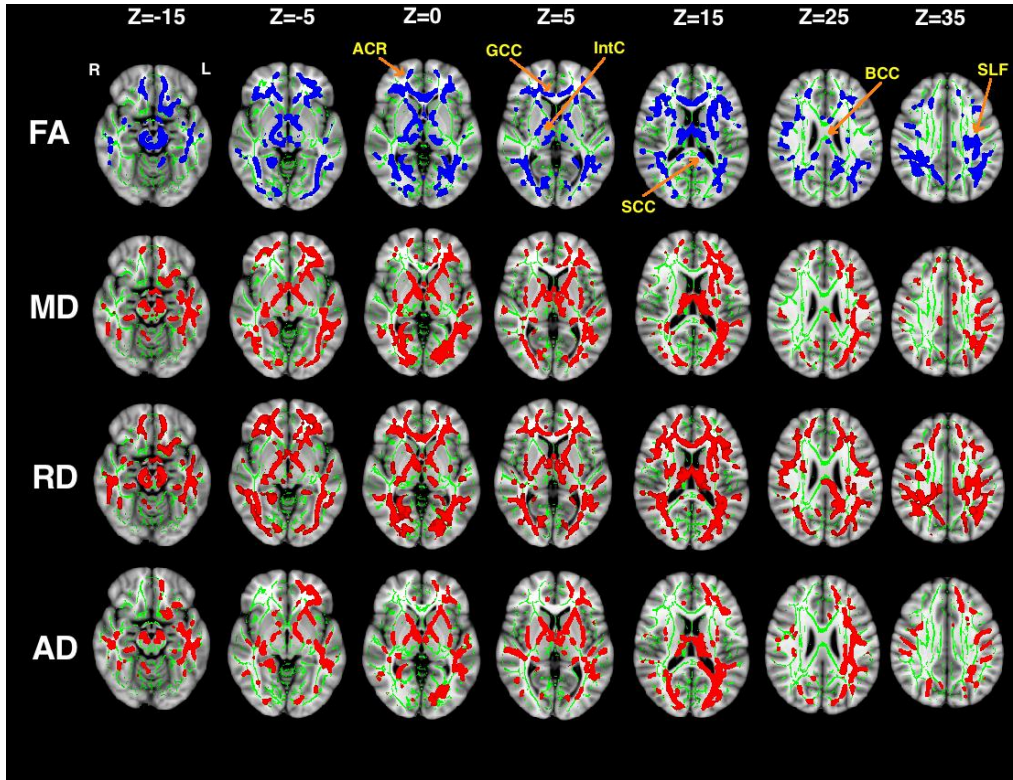 Z=-15 Z=-5 Z=0 Z=5 Z=15 Z=25 Z=35
ACR GCC IntC
R L BCC SLF
FA
SCC
MD
RD
AD